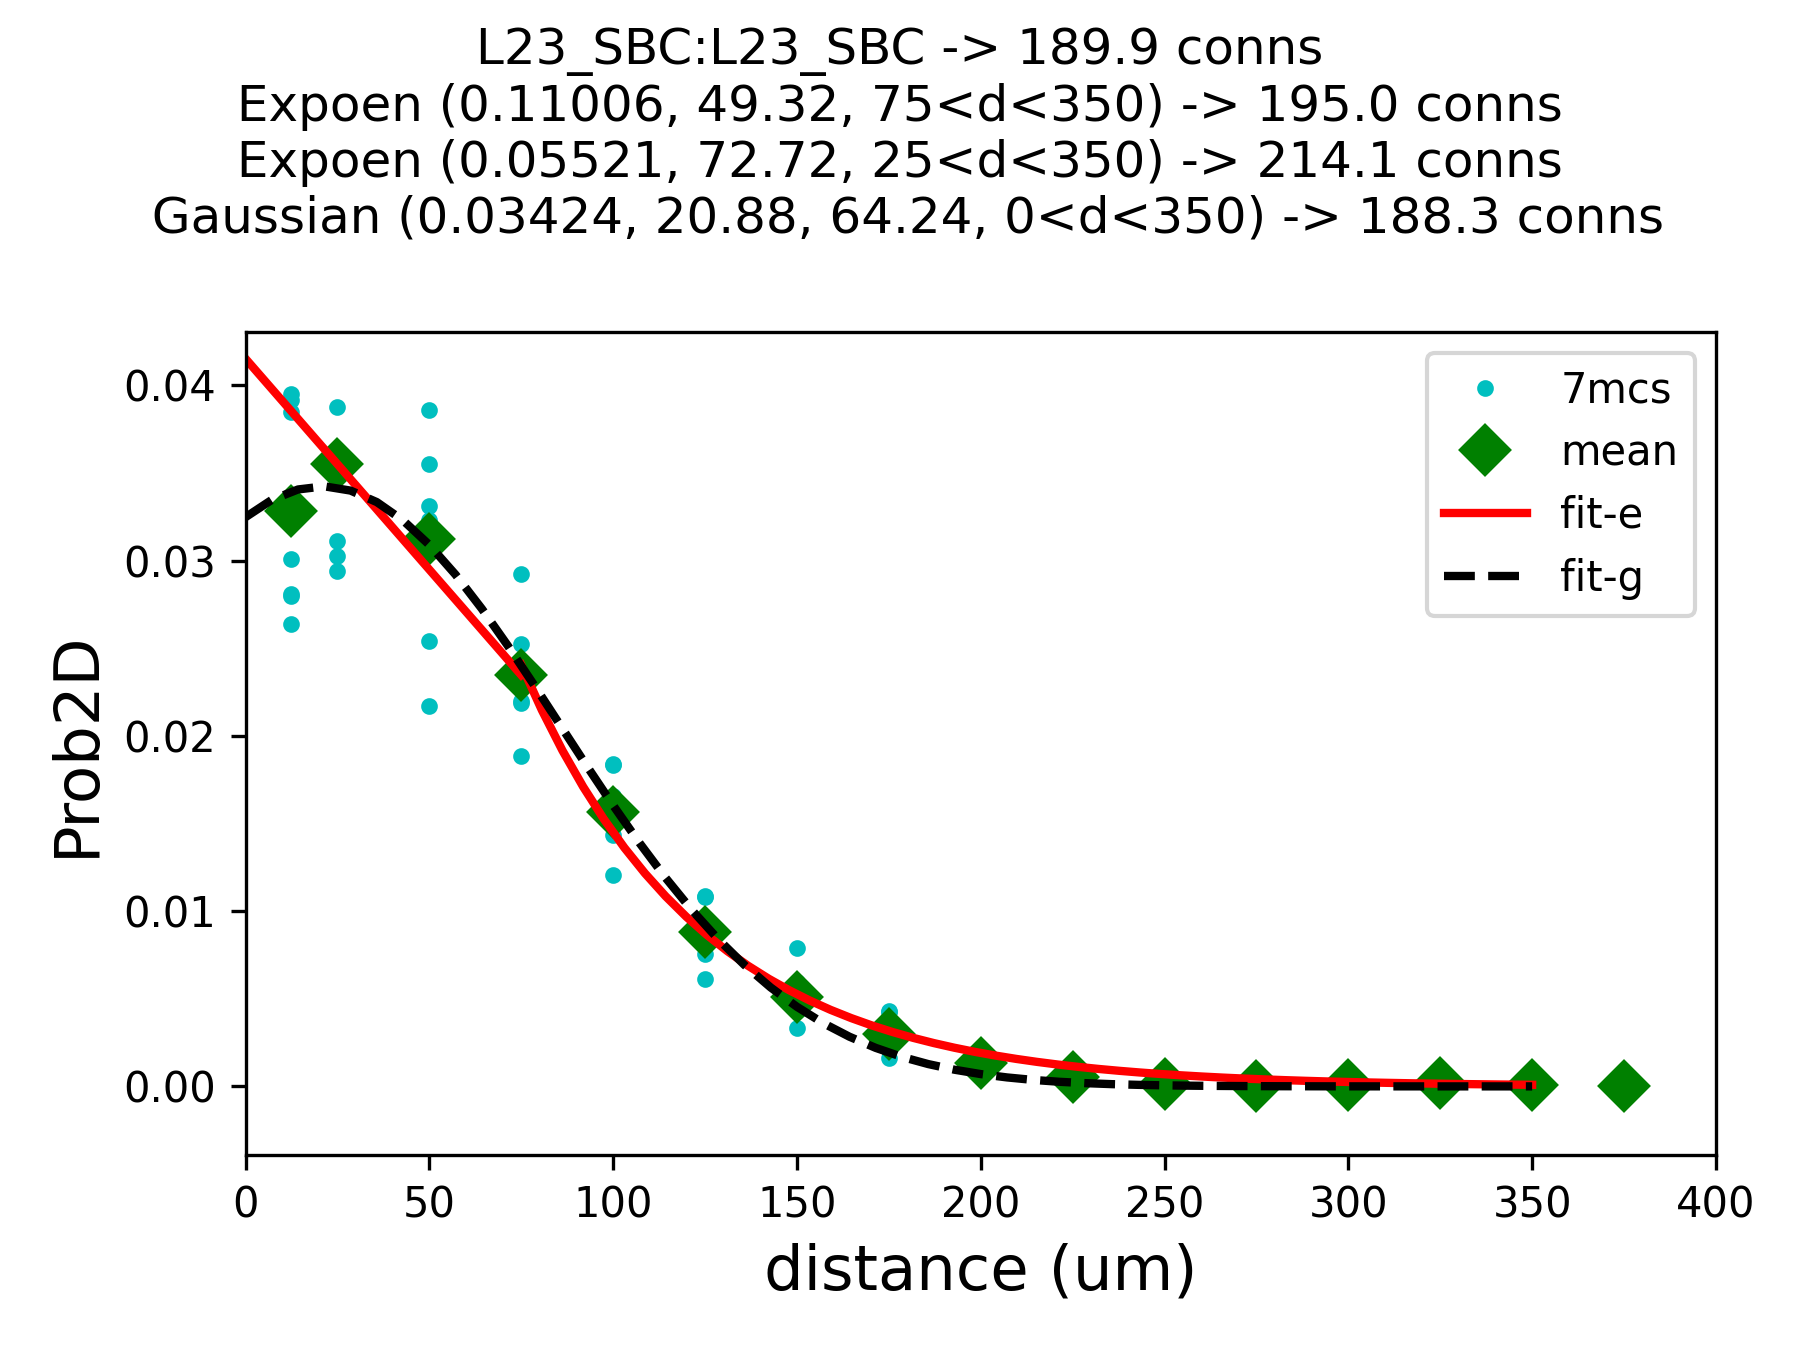 L23_SBC:L23_SBC -> 189.9 conns
Expoen (0.11006, 49.32, 75<d<350) -> 195.0 conns
Expoen (0.05521, 72.72, 25<d<350) -> 214.1 conns
Gaussian (0.03424, 20.88, 64.24, 0<d<350) -> 188.3 conns
7mcs
mean
fit-e
fit-g
Prob2D
0.04
0.03
0.02
0.01
0.00
0 50 100 150 200 250 300 350 400
distance (um)